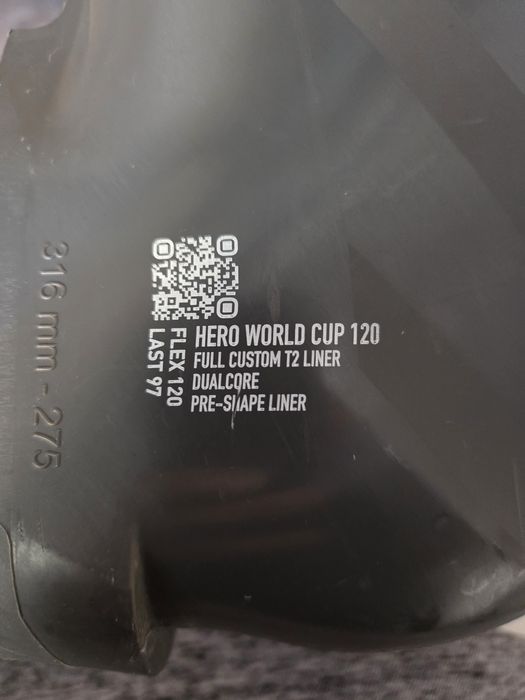 HERO WORLD CUP 120
FULL CUSTOM T2 LINER
DUALCORE
PRE-SHAPE LINER
FLEX 120
LAST 97
316 mm - 275